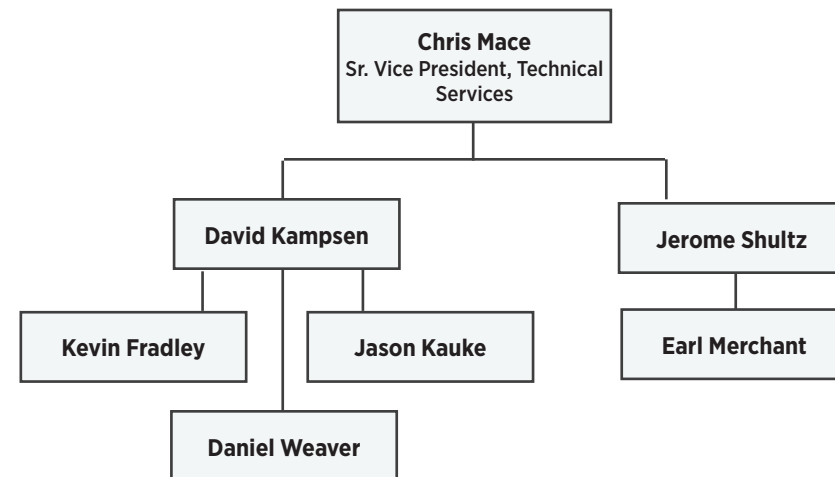 Chris Mace
Sr. Vice President, Technical
Services
David Kampsen
Jerome Shultz
Kevin Fradley
Jason Kauke
Earl Merchant
Daniel Weaver